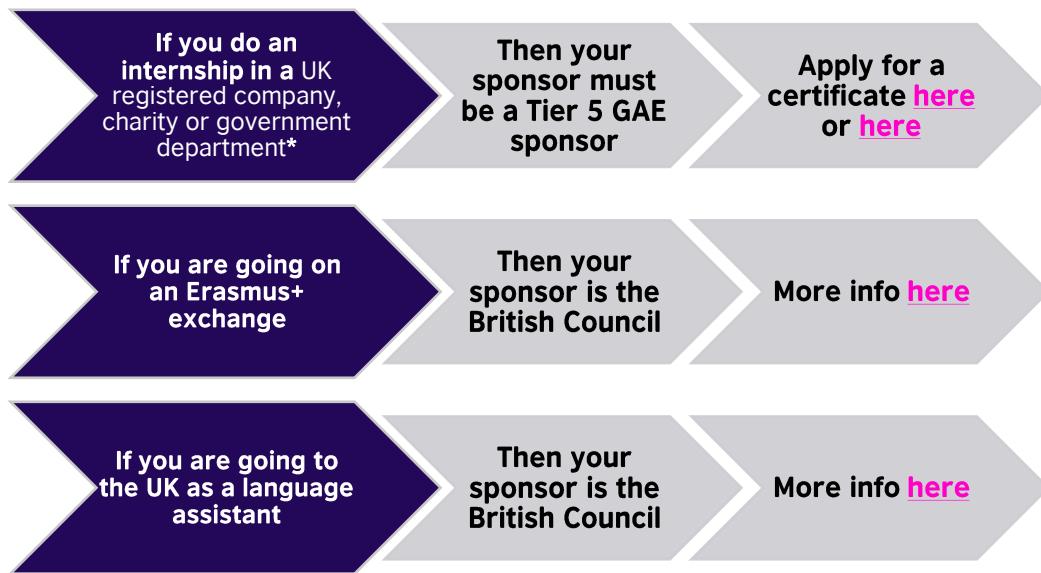 If you do an
internship in a UK
registered company,
charity or government
department*
Then your
sponsor must
be a Tier 5 GAE
sponsor
Apply for a
certificate here
or here
If you are going on
an Erasmus+
exchange
Then your
sponsor is the
British Council
More info here
If you are going to
the UK as a language
assistant
Then your
sponsor is the
British Council
More info here